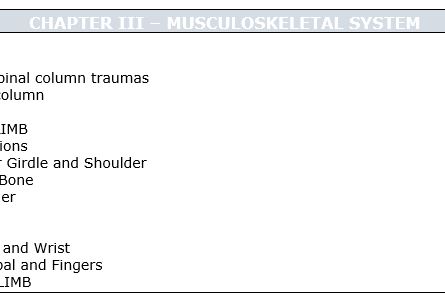 CHAPTER III – MUSCULOSKELETAL SYSTEM
pinal column traumas
column
LIMB
ions
r Girdle and Shoulder
Bone
er
and Wrist
pal and Fingers
LIMB